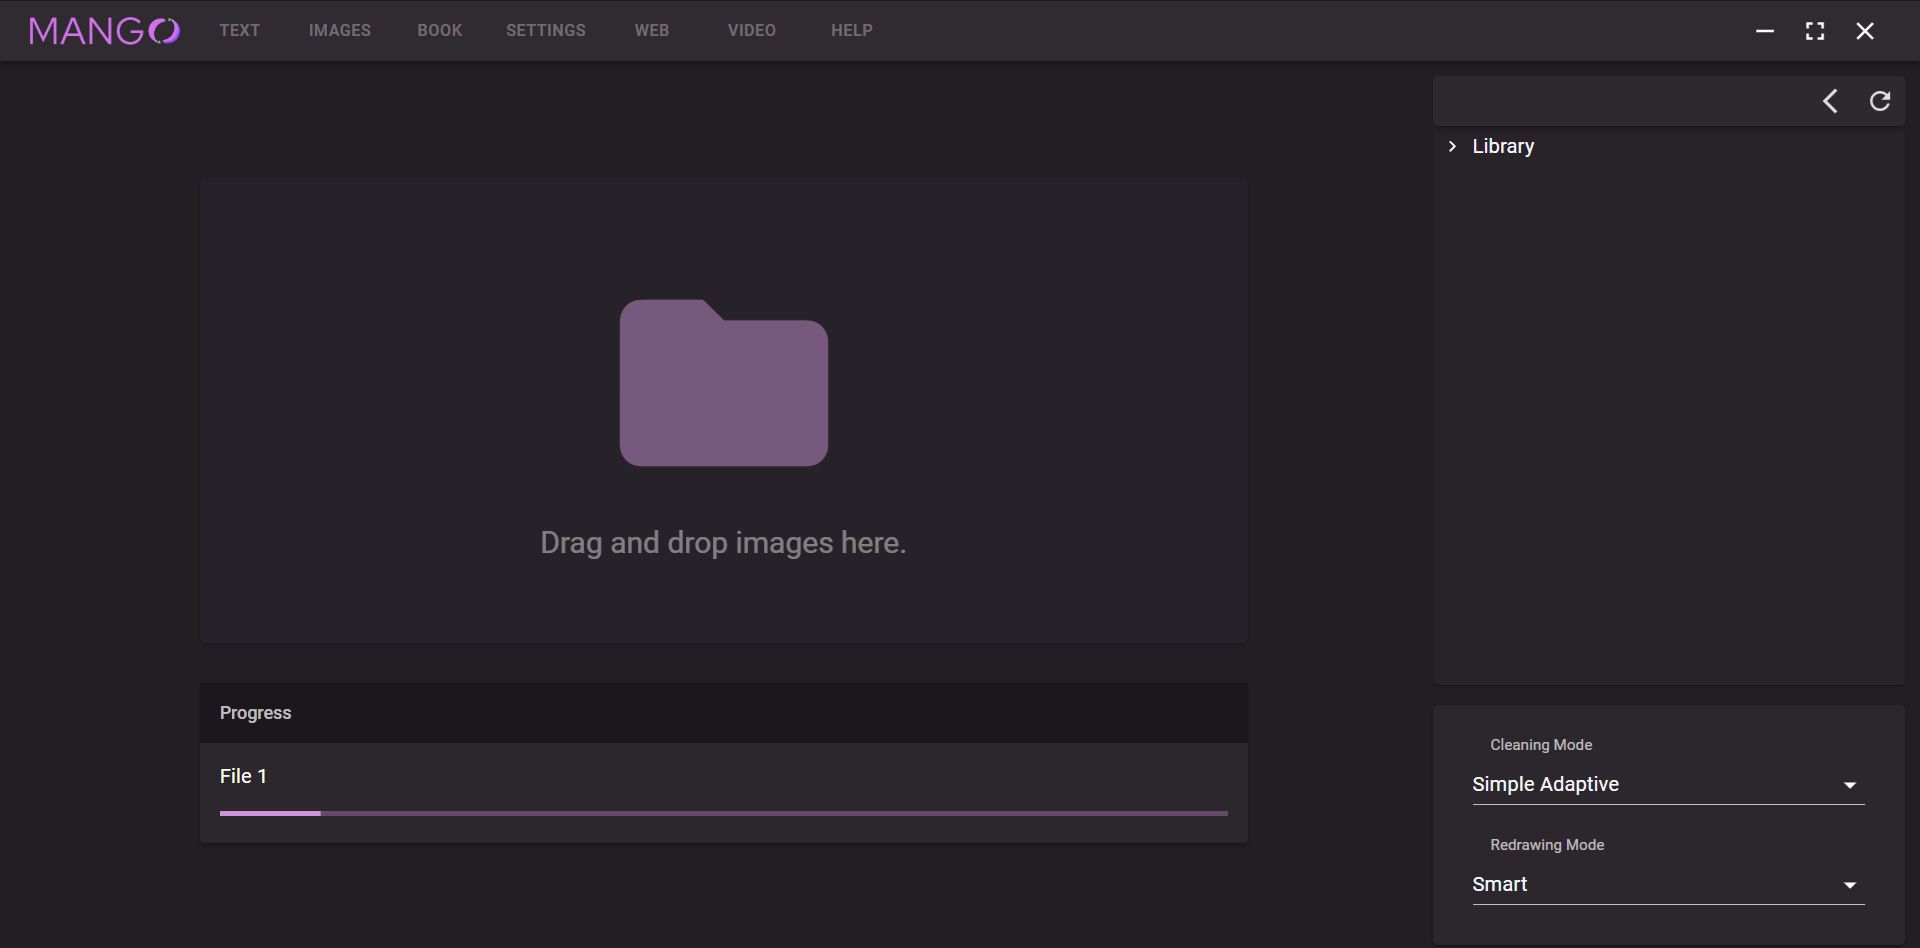 MANGO TEXT IMAGES BOOK SETTINGS WEB VIDEO HELP
Library
Drag and drop images here.
Progress
File 1
Cleaning Mode
Simple Adaptive
Redrawing Mode
Smart